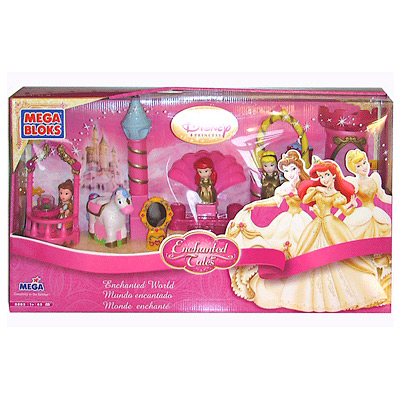 MEGA
BLOKS
Disney
PRINCESS
Enchanted
Tales
Enchanted World
Mundo encantado
Monde enchanté
MEGA